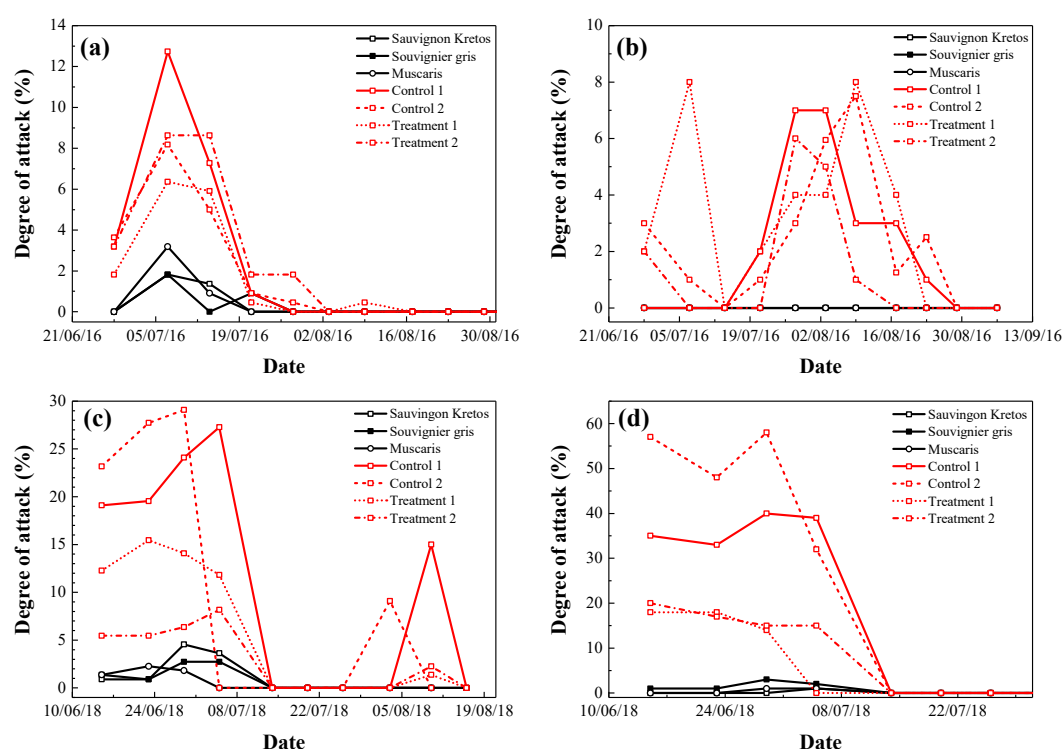 (a)
Sauvignon Kretos
Souvignier gris
Muscaris
Control 1
Control 2
Treatment 1
Treatment 2
14
12
10
8
6
4
2
0
Degree of attack (%)
21/06/16 05/07/16 19/07/16 02/08/16 16/08/16 30/08/16
Date
(b)
Sauvignon Kretos
Souvignier gris
Muscaris
Control 1
Control 2
Treatment 1
Treatment 2
10
8
6
4
2
0
Degree of attack (%)
21/06/16 05/07/16 19/07/16 02/08/16 16/08/16 30/08/16 13/09/16
Date
(c)
Sauvingon Kretos
Souvignier gris
Muscaris
Control 1
Control 2
Treatment 1
Treatment 2
30
25
20
15
10
5
0
Degree of attack (%)
10/06/18 24/06/18 08/07/18 22/07/18 05/08/18 19/08/18
Date
(d)
Sauvignon Kretos
Souvignier gris
Muscaris
Control 1
Control 2
Treatment 1
Treatment 2
60
50
40
30
20
10
0
Degree of attack (%)
10/06/18 24/06/18 08/07/18 22/07/18
Date